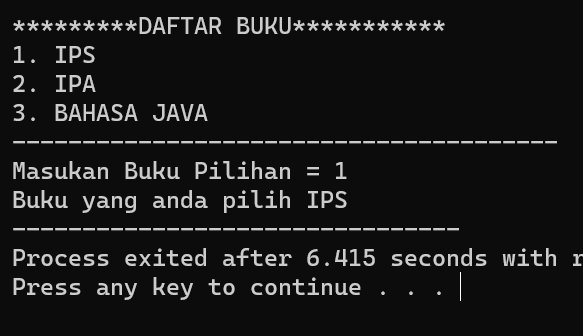 *********DAFTAR BUKU***********
1. IPS
2. IPA
3. BAHASA JAVA
---------------------------------------
Masukan Buku Pilihan = 1
Buku yang anda pilih IPS
--------------------------------
Process exited after 6.415 seconds with
Press any key to continue . . .